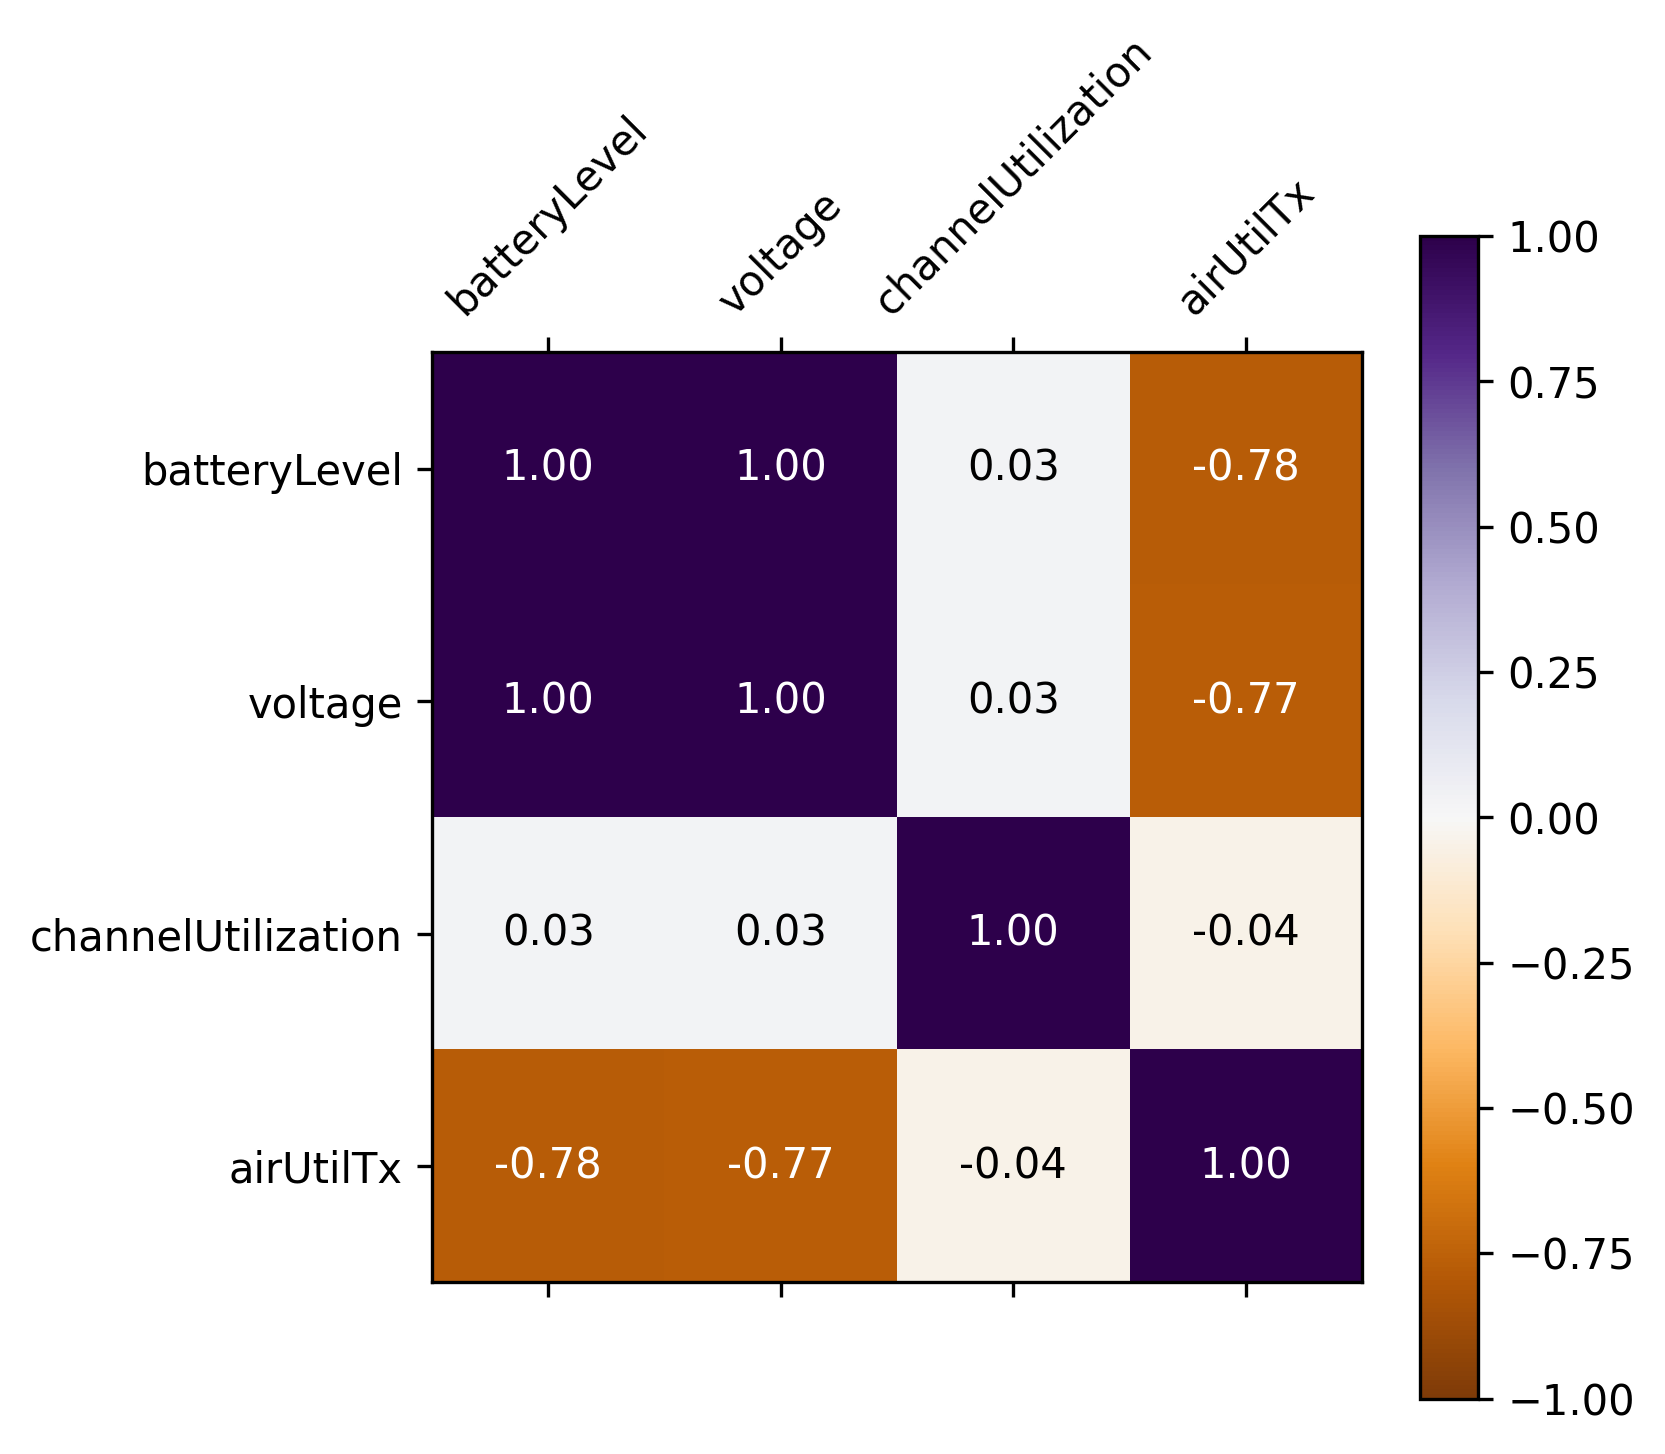 batteryLevel voltage channelUtilization airUtilTx
batteryLevel 1.00 1.00 0.03 -0.78
voltage 1.00 1.00 0.03 -0.77
channelUtilization 0.03 0.03 1.00 -0.04
airUtilTx -0.78 -0.77 -0.04 1.00
1.00
0.75
0.50
0.25
0.00
−0.25
−0.50
−0.75
−1.00